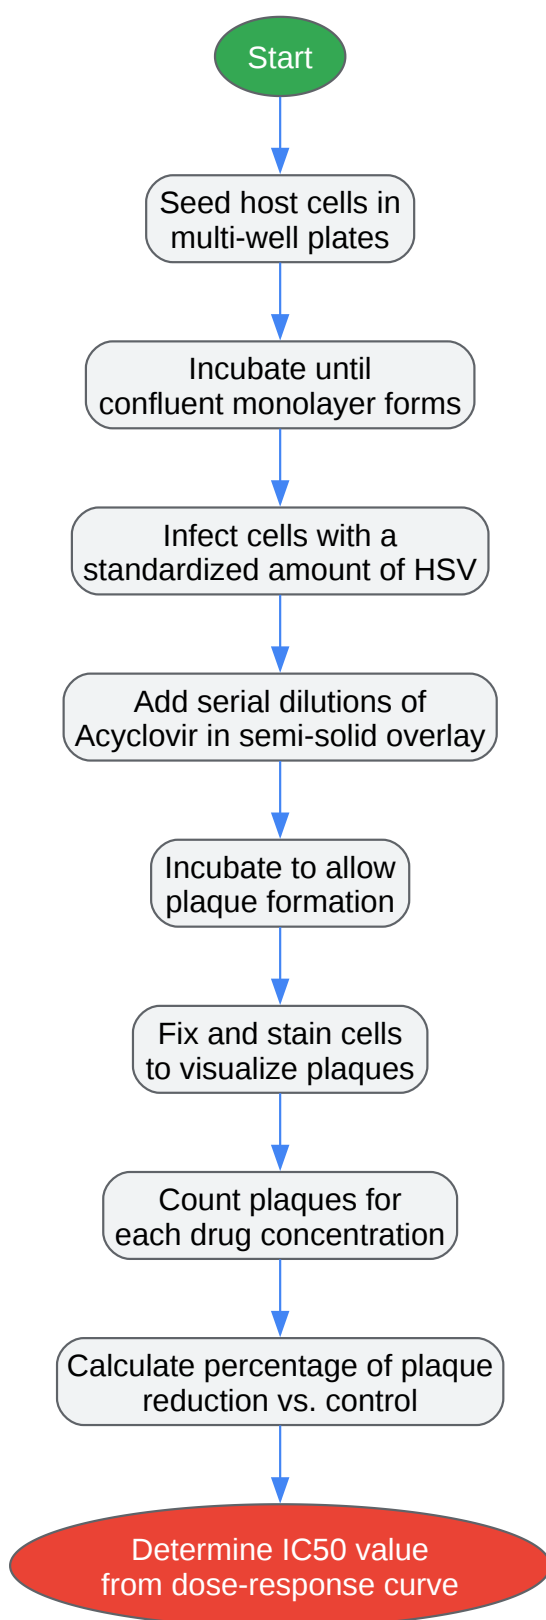 Start
Seed host cells in
multi-well plates
Incubate until
confluent monolayer forms
Infect cells with a
standardized amount of HSV
Add serial dilutions of
Acyclovir in semi-solid overlay
Incubate to allow
plaque formation
Fix and stain cells
to visualize plaques
Count plaques for
each drug concentration
Calculate percentage of plaque
reduction vs. control
Determine IC50 value
from dose-response curve